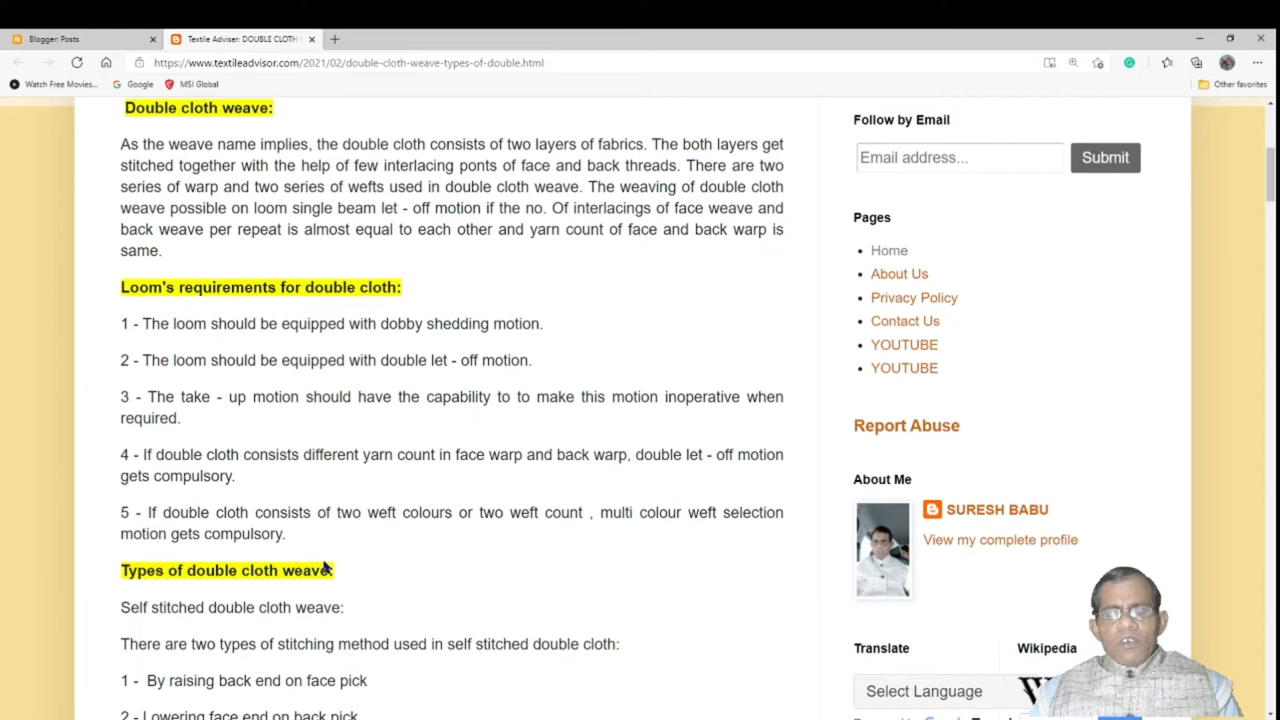 Blogger: Posts
Textile Adviser: DOUBLE CLOTH
https://www.textileadvisor.com/2021/02/double-cloth-weave-types-of-double.html
Watch Free Movies...
Google
MSI Global
Other favorites
Double cloth weave:
As the weave name implies, the double cloth consists of two layers of fabrics. The both layers get
stitched together with the help of few interlacing ponts of face and back threads. There are two
series of warp and two series of wefts used in double cloth weave. The weaving of double cloth
weave possible on loom single beam let - off motion if the no. Of interlacings of face weave and
back weave per repeat is almost equal to each other and yarn count of face and back warp is
same.
Loom's requirements for double cloth:
1 - The loom should be equipped with dobby shedding motion.
2 - The loom should be equipped with double let - off motion.
3 - The take - up motion should have the capability to to make this motion inoperative when
required.
4 - If double cloth consists different yarn count in face warp and back warp, double let - off motion
gets compulsory.
5 - If double cloth consists of two weft colours or two weft count , multi colour weft selection
motion gets compulsory.
Types of double cloth weave:
Self stitched double cloth weave:
There are two types of stitching method used in self stitched double cloth:
1 - By raising back end on face pick
2 - Lowering face end on back pick
Follow by Email
Email address...
Submit
Pages
Home
About Us
Privacy Policy
Contact Us
YOUTUBE
YOUTUBE
Report Abuse
About Me
SURESH BABU
View my complete profile
Translate
Wikipedia
Select Language